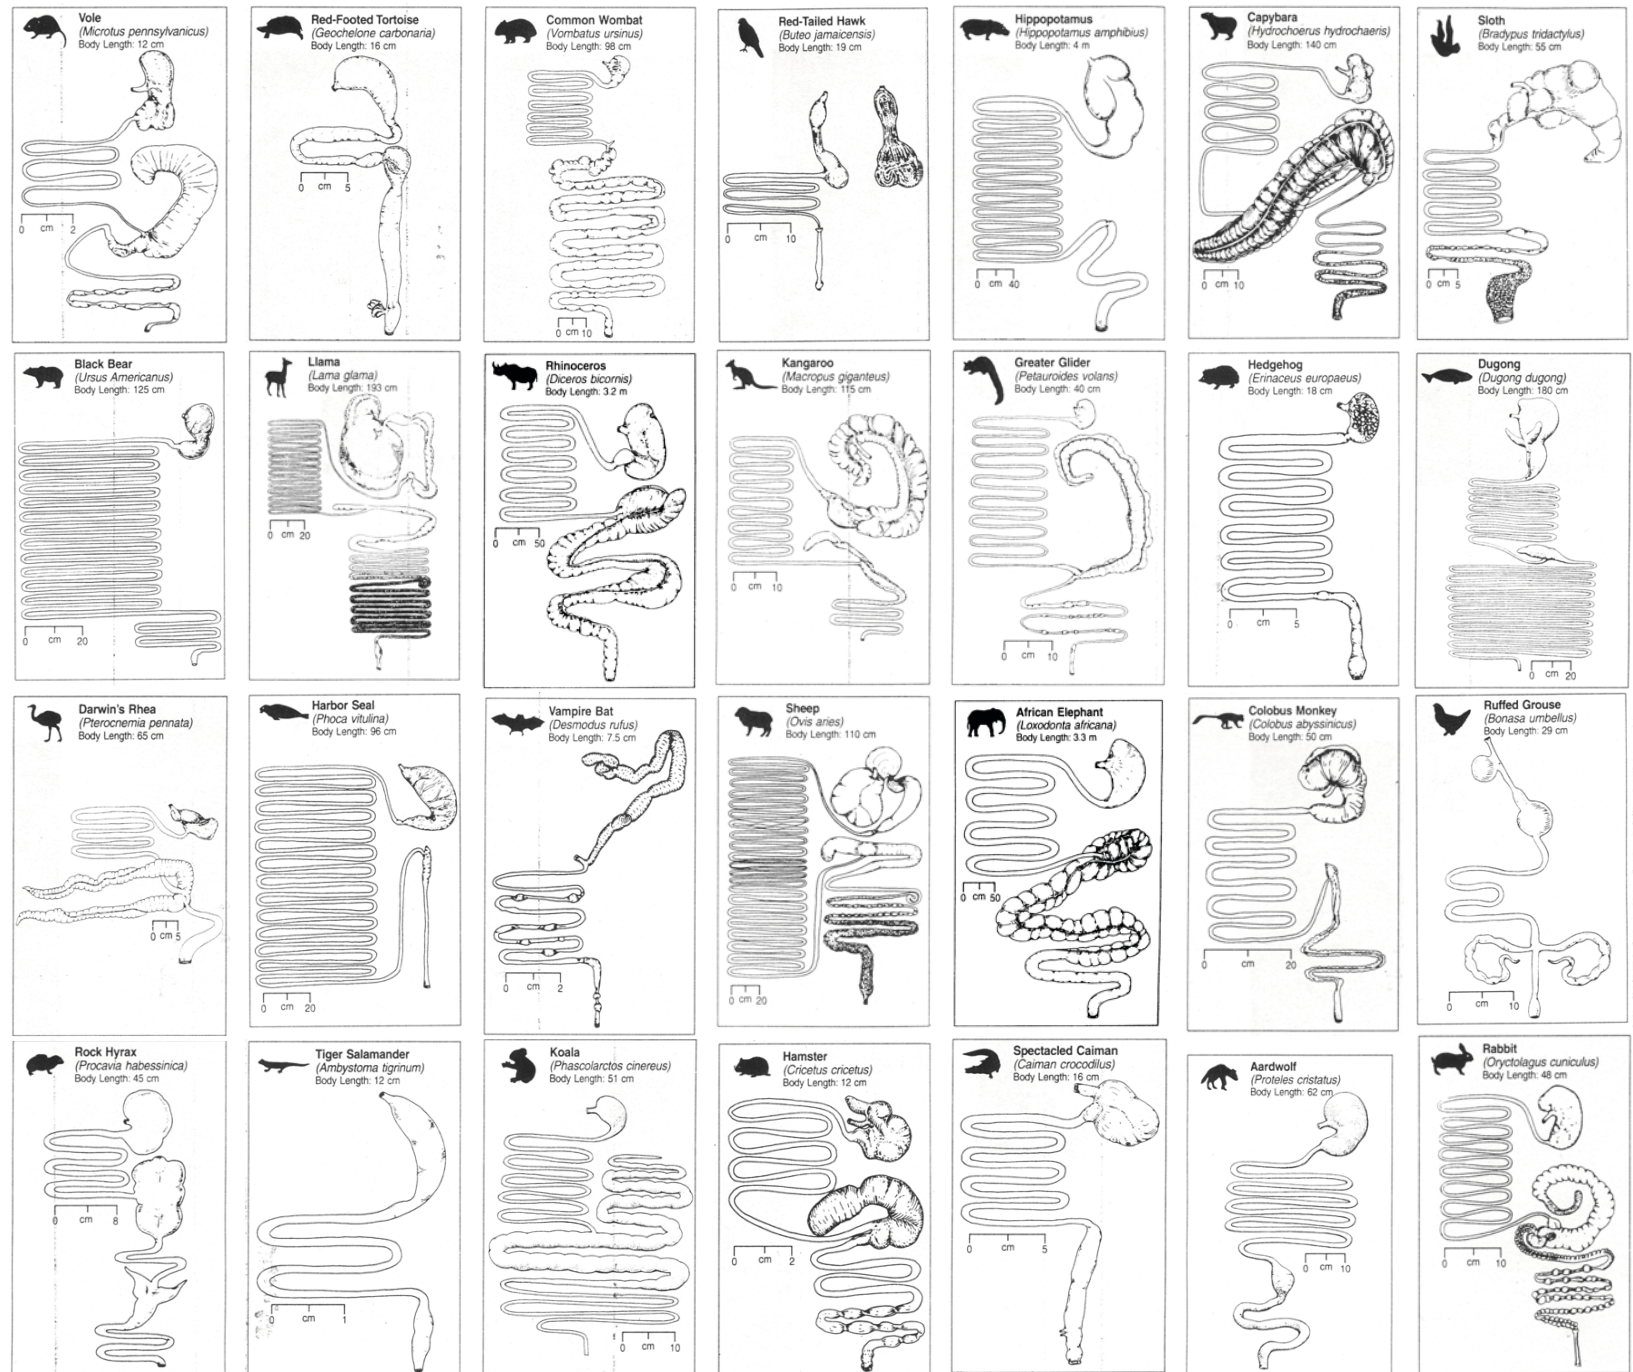 Vole
(Microtus pennsylvanicus)
Body Length: 12 cm
0 cm 2
Red-Footed Tortoise
(Geochelone carbonaria)
Body Length: 16 cm
0 cm 5
Common Wombat
(Vombatus ursinus)
Body Length: 98 cm
0 cm 10
Red-Tailed Hawk
(Buteo jamaicensis)
Body Length: 19 cm
0 cm 10
Hippopotamus
(Hippopotamus amphibius)
Body Length: 4 m
0 cm 40
Capybara
(Hydrochoerus hydrochaeris)
Body Length: 140 cm
0 cm 10
Sloth
(Bradypus tridactylus)
Body Length: 55 cm
0 cm 5
Black Bear
(Ursus Americanus)
Body Length: 125 cm
0 cm 20
Llama
(Lama glama)
Body Length: 193 cm
0 cm 20
Rhinoceros
(Diceros bicornis)
Body Length: 3.2 m
0 cm 50
Kangaroo
(Macropus giganteus)
Body Length: 115 cm
0 cm 10
Greater Glider
(Petauroides volans)
Body Length: 40 cm
0 cm 10
Hedgehog
(Erinaceus europaeus)
Body Length: 18 cm
0 cm 5
Dugong
(Dugong dugong)
Body Length: 180 cm
0 cm 20
Darwin's Rhea
(Pterocnemia pennata)
Body Length: 65 cm
0 cm 5
Harbor Seal
(Phoca vitulina)
Body Length: 96 cm
0 cm 20
Vampire Bat
(Desmodus rufus)
Body Length: 7.5 cm
0 cm 2
Sheep
(Ovis aries)
Body Length: 110 cm
0 cm 20
African Elephant
(Loxodonta africana)
Body Length: 3.3 m
0 cm 50
Colobus Monkey
(Colobus abyssinicus)
Body Length: 50 cm
0 cm 20
Ruffed Grouse
(Bonasa umbellus)
Body Length: 29 cm
0 cm 10
Rock Hyrax
(Procavia habessinica)
Body Length: 45 cm
0 cm 8
Tiger Salamander
(Ambystoma tigrinum)
Body Length: 12 cm
0 cm 1
Koala
(Phascolarctos cinereus)
Body Length: 51 cm
0 cm 10
Hamster
(Cricetus cricetus)
Body Length: 12 cm
0 cm 2
Spectacled Caiman
(Caiman crocodilus)
Body Length: 16 cm
0 cm 5
Aardwolf
(Proteles cristatus)
Body Length: 62 cm
0 cm 10
Rabbit
(Oryctolagus cuniculus)
Body Length: 48 cm
0 cm 10